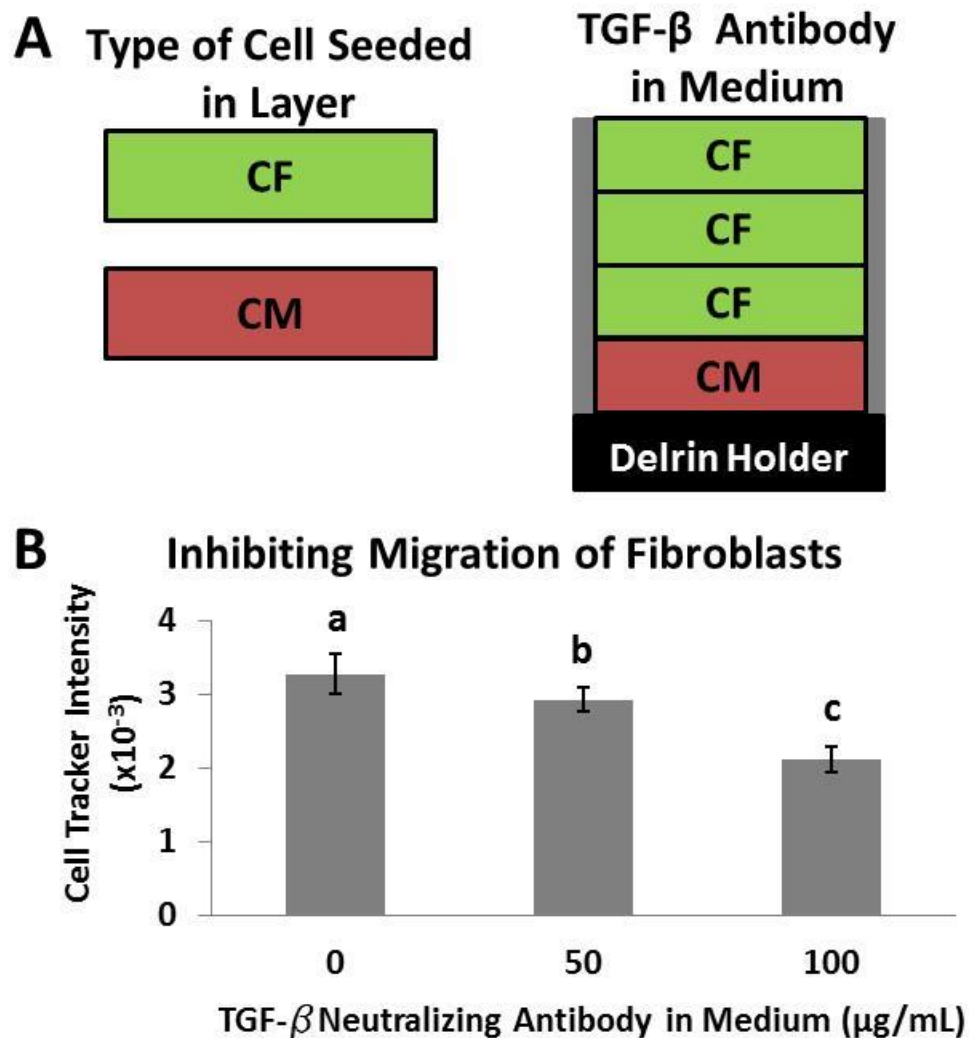 A
Type of Cell Seeded
in Layer
CF
CM
TGF-β Antibody
in Medium
CF
CF
CF
CM
Delrin Holder
B
Inhibiting Migration of Fibroblasts
Cell Tracker Intensity
(x10⁻³)
4
3
2
1
0
a
b
c
0
50
100
TGF-β Neutralizing Antibody in Medium (μg/mL)